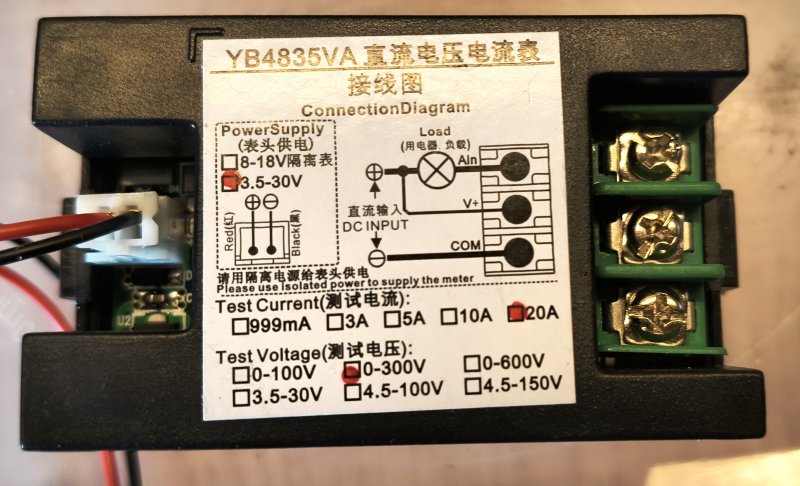 YB4835VA 直流电压电流表
接线图
ConnectionDiagram
PowerSupply
(表头供电)
8-18V隔离表
3.5-30V
Red(红)
Black(黑)
Load
(用电器、负载)
AIn
V+
直流输入
DC INPUT
COM
请用隔离电源给表头供电
Please use Isolated power to supply the meter
Test Current(测试电流):
999mA 3A 5A 10A 20A
Test Voltage(测试电压):
0-100V 0-300V 0-600V
3.5-30V 4.5-100V 4.5-150V
U2